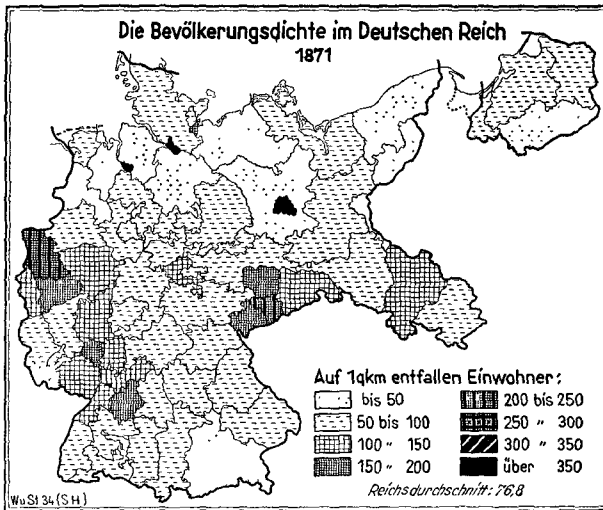 Die Bevölkerungsdichte im Deutschen Reich
1871
Auf 1qkm entfallen Einwohner:
bis 50
50 bis 100
100 " 150
150 " 200
200 bis 250
250 " 300
300 " 350
über 350
Reichsdurchschnitt: 76,8
WuSt 34 (SH)